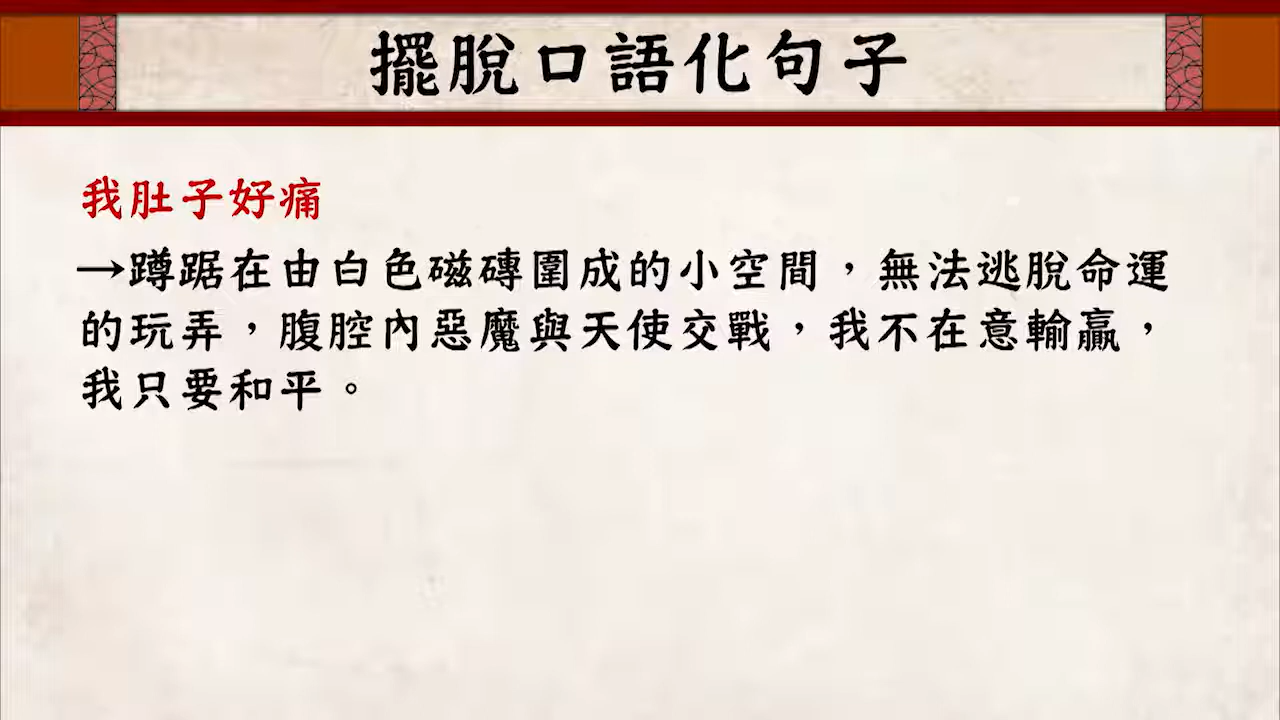 擺脫口語化句子
我肚子好痛
→蹲踞在由白色磁磚圍成的小空間，無法逃脫命運
的玩弄，腹腔內惡魔與天使交戰，我不在意輸贏，
我只要和平。